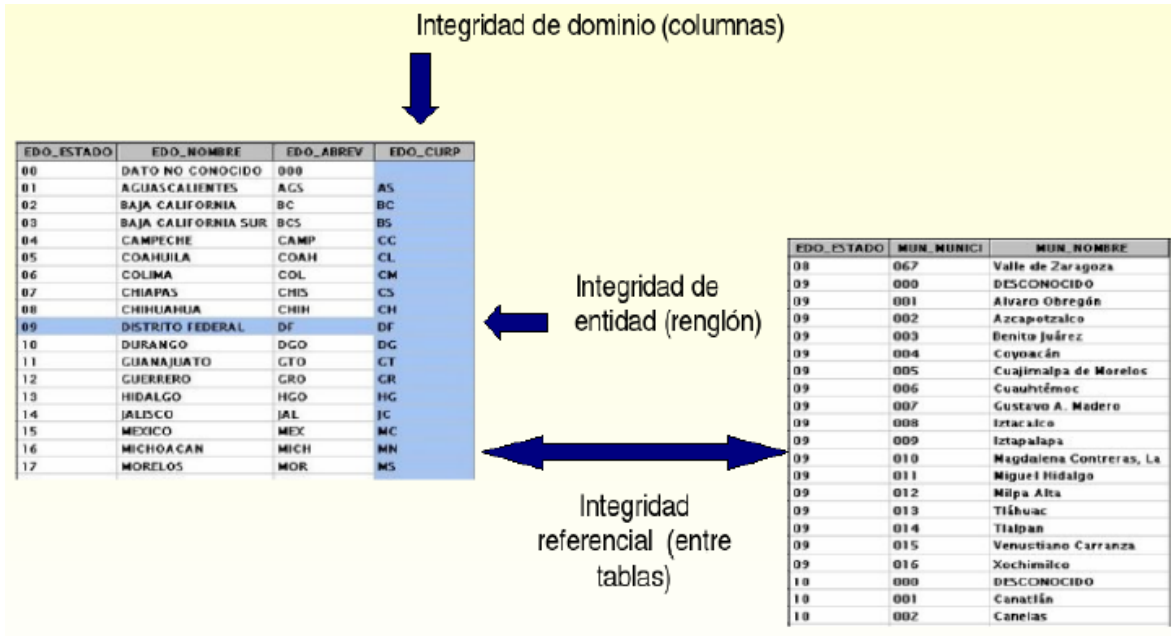 Integridad de dominio (columnas)
EDO_ESTADO EDO_NOMBRE EDO_ABREV EDO_CURP
00 DATO NO CONOCIDO 000
01 AGUASCALIENTES AGS AS
02 BAJA CALIFORNIA BC BC
03 BAJA CALIFORNIA SUR BCS BS
04 CAMPECHE CAMP CC
05 COAHUILA COAH CL
06 COLIMA COL CM
07 CHIAPAS CHIS CS
08 CHIHUAHUA CHIH CH
09 DISTRITO FEDERAL DF DF
10 DURANGO DGO DG
11 GUANAJUATO GTO GT
12 GUERRERO GRO GR
13 HIDALGO HGO HG
14 JALISCO JAL JC
15 MEXICO MEX MC
16 MICHOACAN MICH MN
17 MORELOS MOR MS
Integridad de
entidad (renglón)
Integridad
referencial (entre
tablas)
EDO_ESTADO MUN_MUNICI MUN_NOMBRE
08 067 Valle de Zaragoza
09 000 DESCONOCIDO
09 001 Alvaro Obregón
09 002 Azcapotzalco
09 003 Benito Juárez
09 004 Coyoacán
09 005 Cuajimalpa de Morelos
09 006 Cuauhtémoc
09 007 Gustavo A. Madero
09 008 Iztacalco
09 009 Iztapalapa
09 010 Magdalena Contreras, La
09 011 Miguel Hidalgo
09 012 Milpa Alta
09 013 Tláhuac
09 014 Tlalpan
09 015 Venustiano Carranza
09 016 Xochimilco
10 000 DESCONOCIDO
10 001 Canatlán
10 002 Canelas